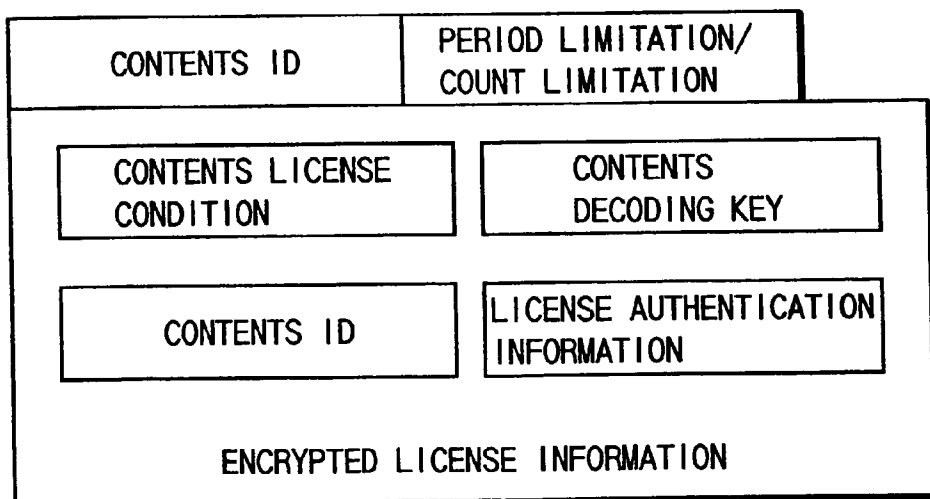 CONTENTS ID
PERIOD LIMITATION/
COUNT LIMITATION
CONTENTS LICENSE
CONDITION
CONTENTS
DECODING KEY
CONTENTS ID
LICENSE AUTHENTICATION
INFORMATION
ENCRYPTED LICENSE INFORMATION